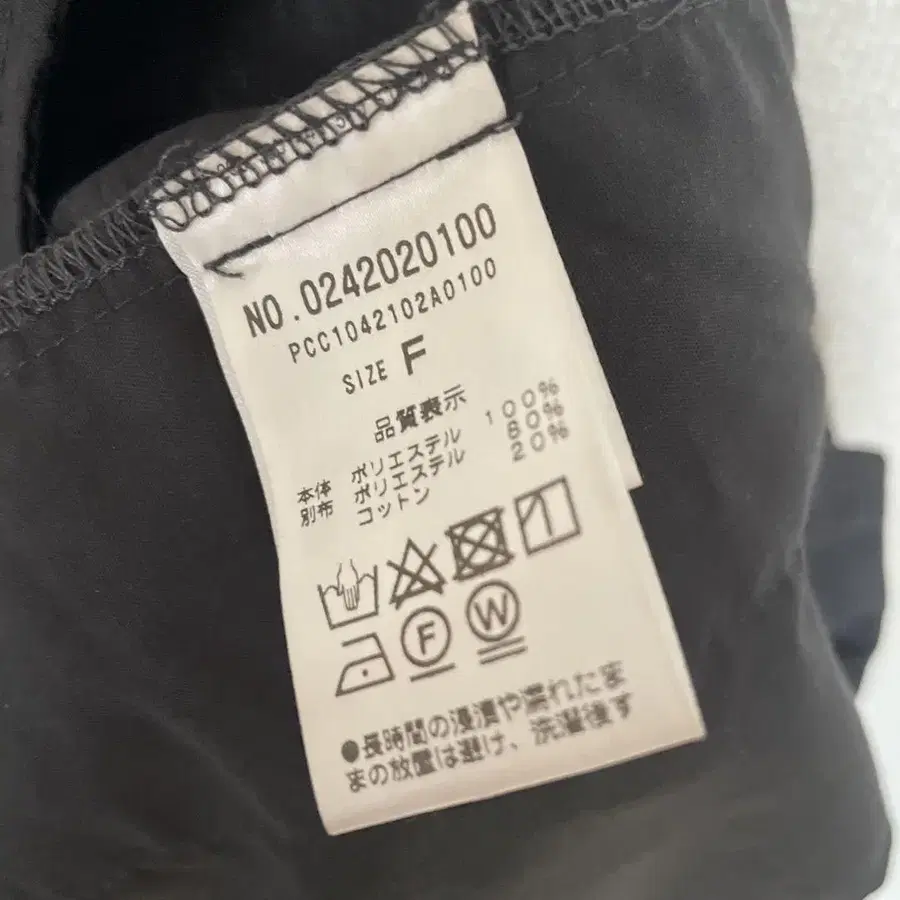 NO.0242020100
PCC1042102A0100
SIZE F
品質表示
本体 ポリエステル 100%
別布 ポリエステル 80%
コットン 20%
F W
●長時間の浸漬や濡れたま
まの放置は避け、洗濯後す